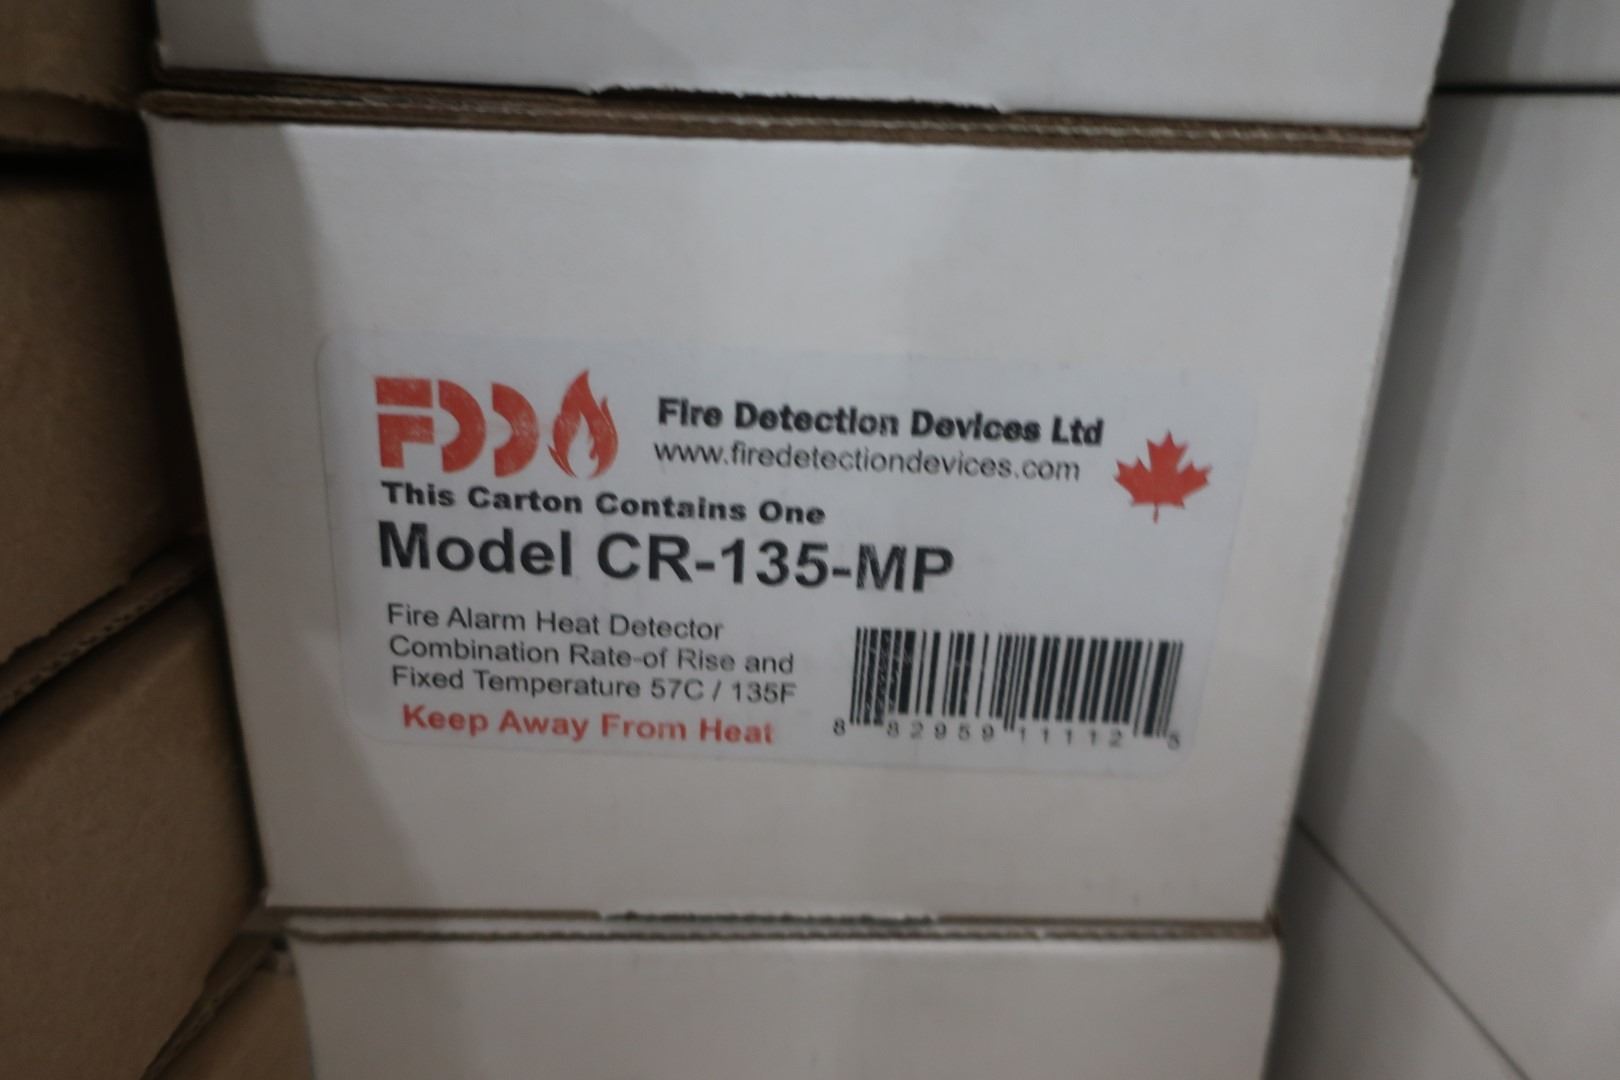 FDD
Fire Detection Devices Ltd
www.firedetectiondevices.com
This Carton Contains One
Model CR-135-MP
Fire Alarm Heat Detector
Combination Rate-of Rise and
Fixed Temperature 57C / 135F
Keep Away From Heat
8 82959 11112 5